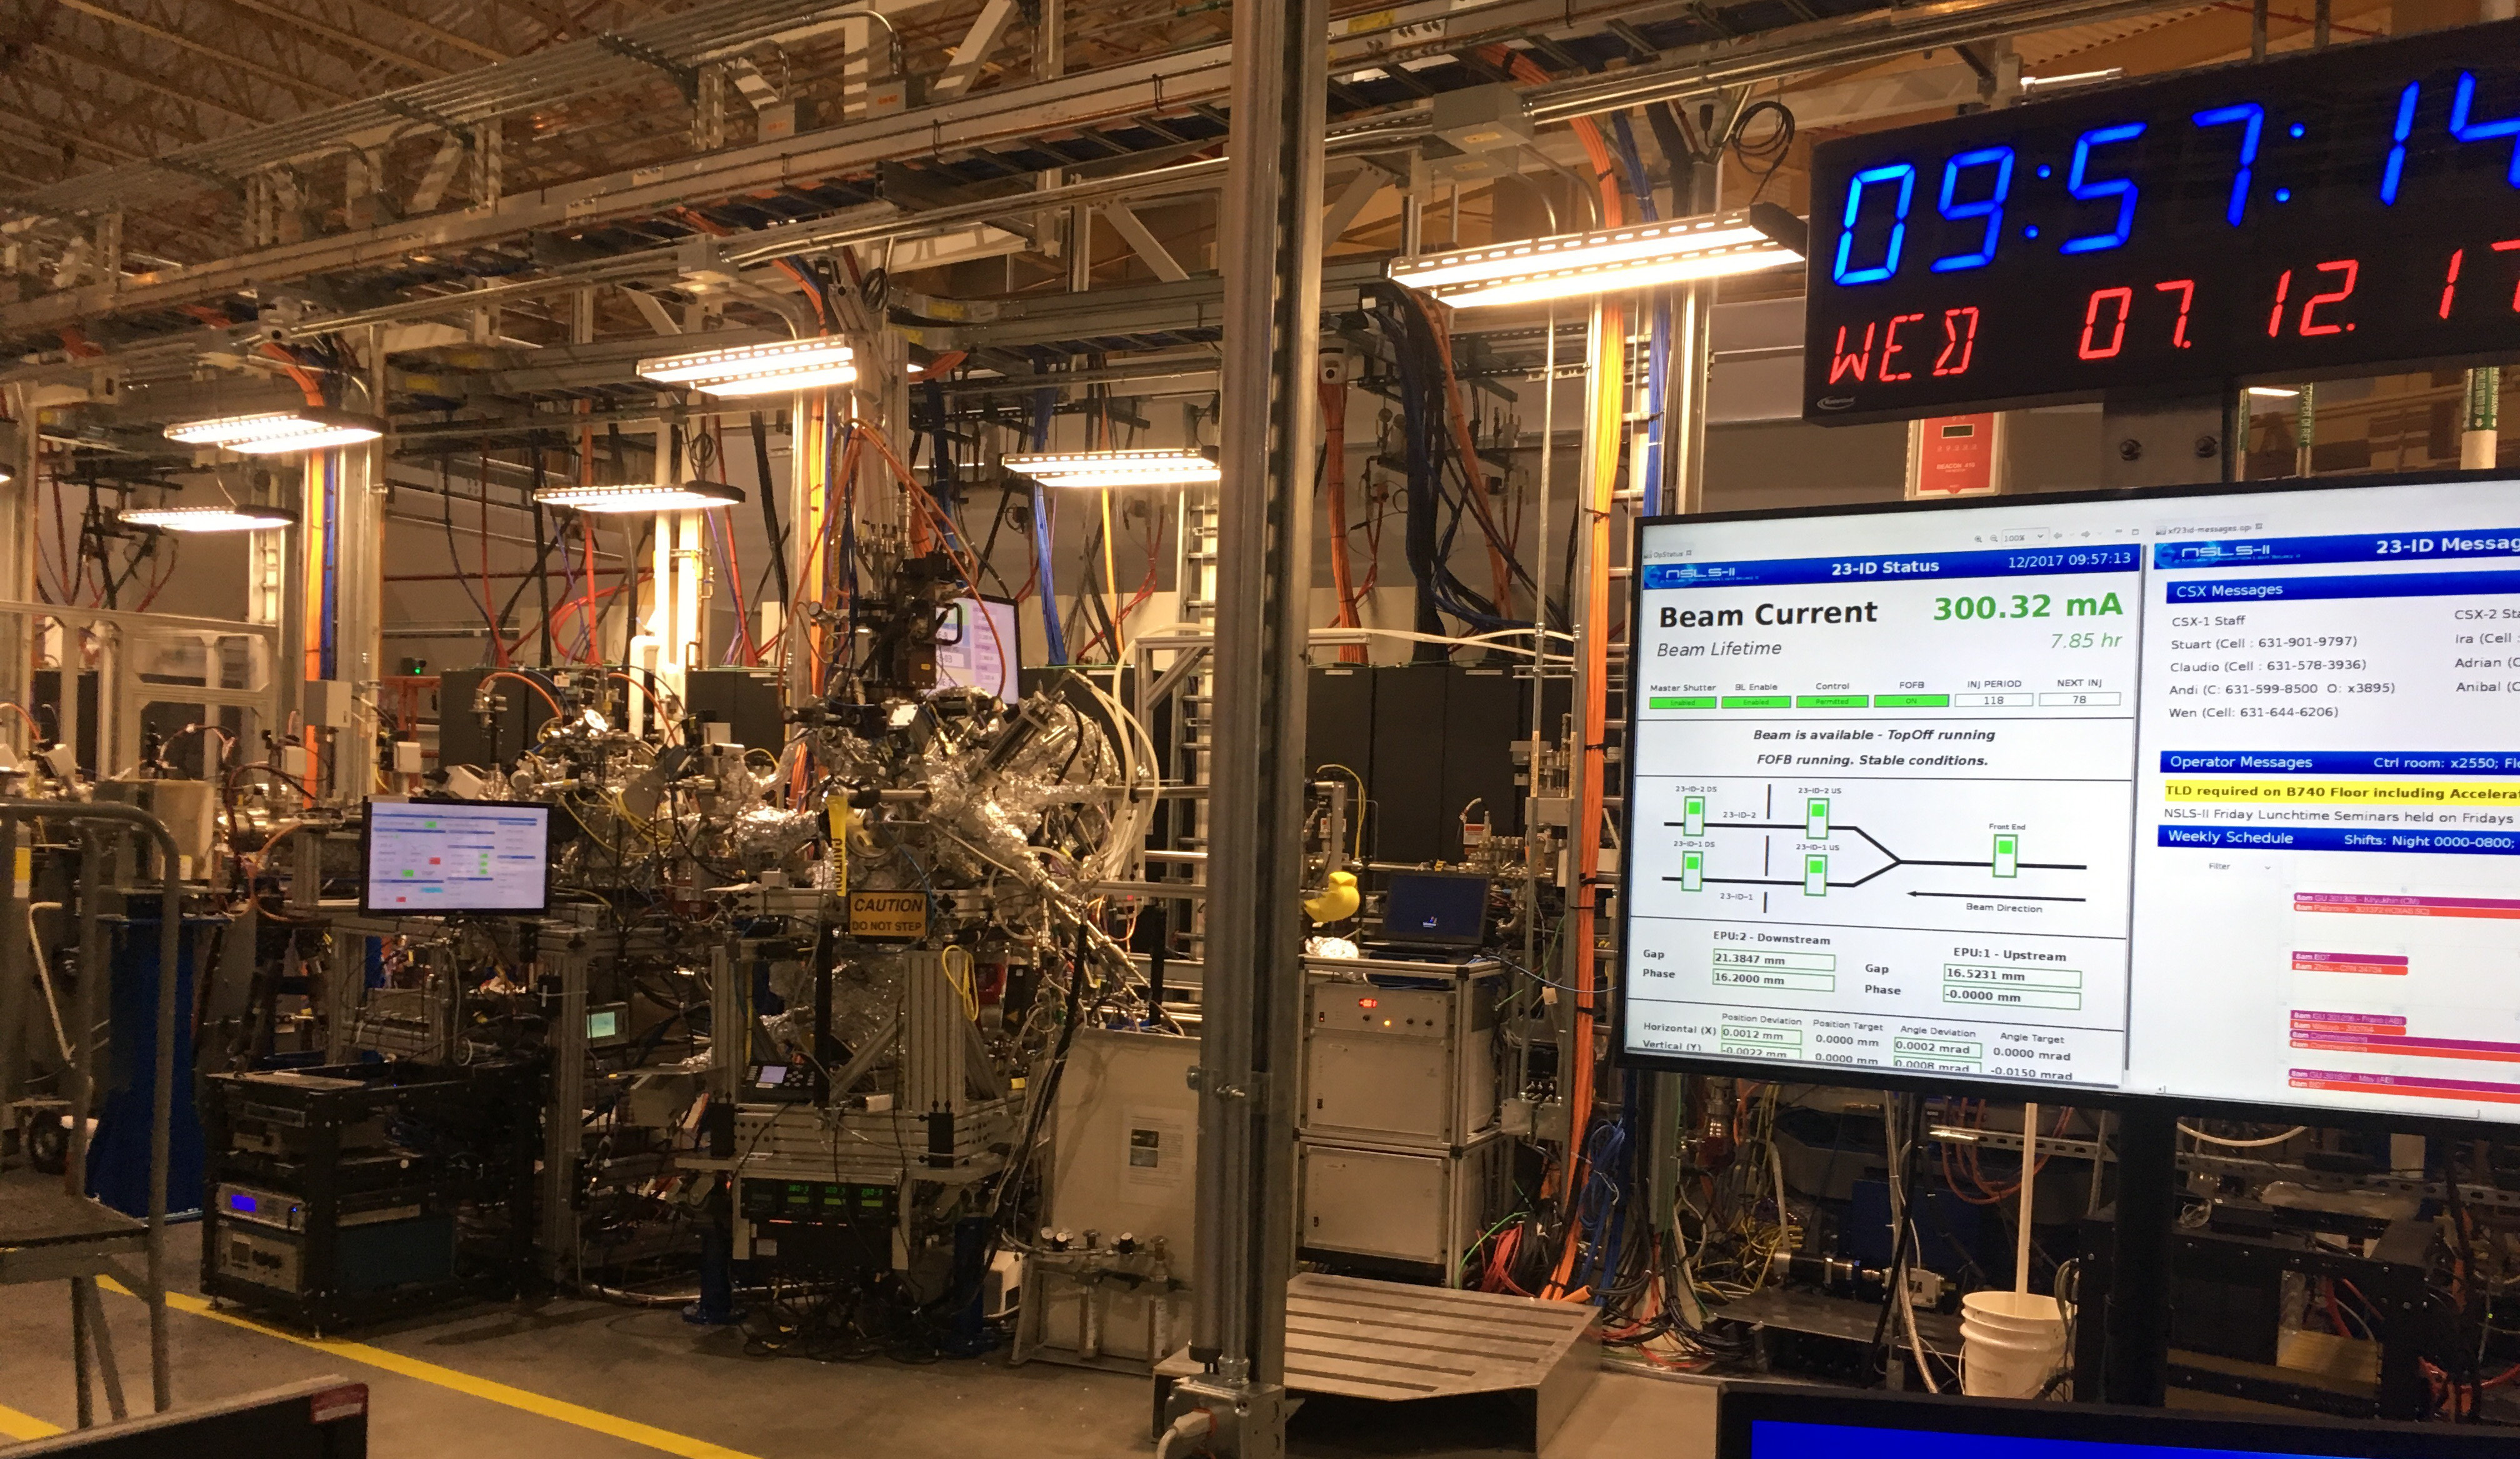 09:57:14
WED 07. 12. 17
CAUTION
CAUTION
DO NOT STEP
OpStatus
100%
NSLS-II
23-ID Status
12/2017 09:57:13
Beam Current
300.32 mA
Beam Lifetime
7.85 hr
Master Shutter
BL Enable
Control
FOFB
INJ PERIOD
NEXT INJ
Enabled
Enabled
Permitted
ON
118
78
Beam is available - TopOff running
FOFB running. Stable conditions.
23-ID-2 DS
23-ID-2
23-ID-2 US
23-ID-1 DS
23-ID-1 US
23-ID-1
Front End
Beam Direction
EPU:2 - Downstream
Gap
21.3847 mm
Phase
16.2000 mm
EPU:1 - Upstream
Gap
16.5231 mm
Phase
-0.0000 mm
Position Deviation
Position Target
Angle Deviation
Angle Target
Horizontal (X)
0.0012 mm
0.0000 mm
0.0002 mrad
0.0000 mrad
Vertical (Y)
-0.0022 mm
0.0000 mm
0.0008 mrad
-0.0150 mrad
xf23id-messages.opi
NSLS-II
23-ID Messag
CSX Messages
CSX-1 Staff
CSX-2 Sta
Stuart (Cell : 631-901-9797)
Ira (Cell :
Claudio (Cell : 631-578-3936)
Adrian (C
Andi (C: 631-599-8500 O: x3895)
Anibal (C
Wen (Cell: 631-644-6206)
Operator Messages
Ctrl room: x2550; Flo
TLD required on B740 Floor including Accelerat
NSLS-II Friday Lunchtime Seminars held on Fridays
Weekly Schedule
Shifts: Night 0000-0800;
Filter